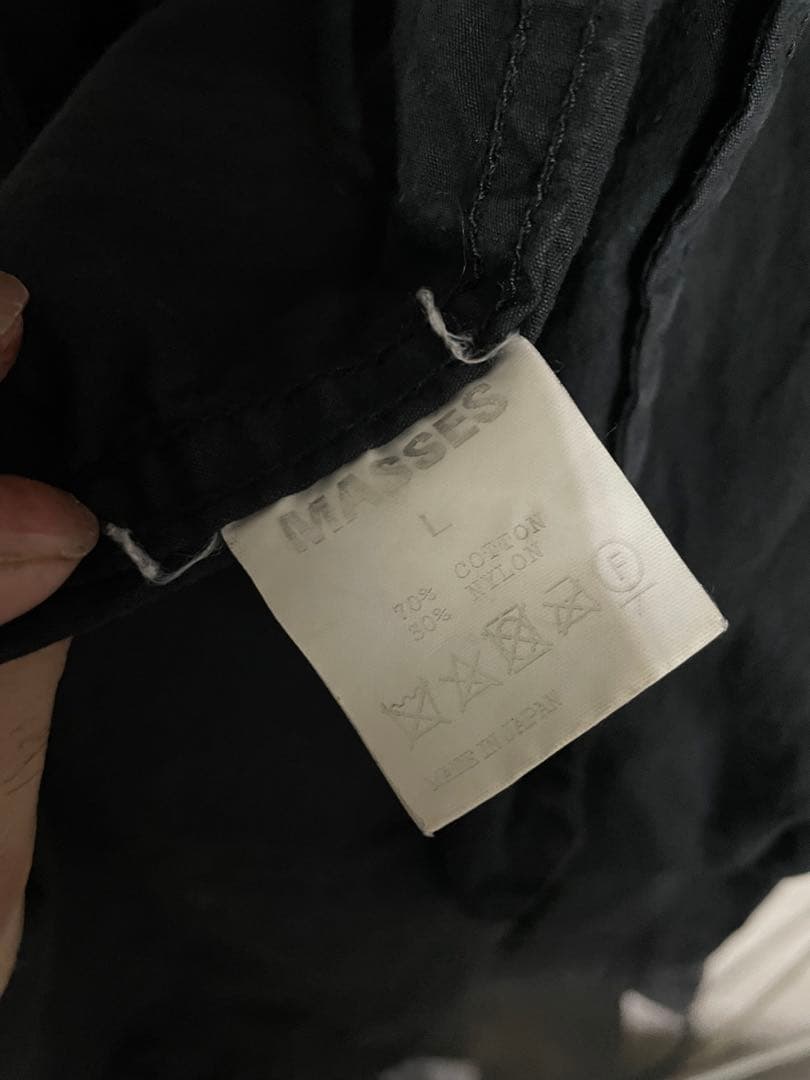 MASSES
L
70% COTTON
30% NYLON
F
MADE IN JAPAN